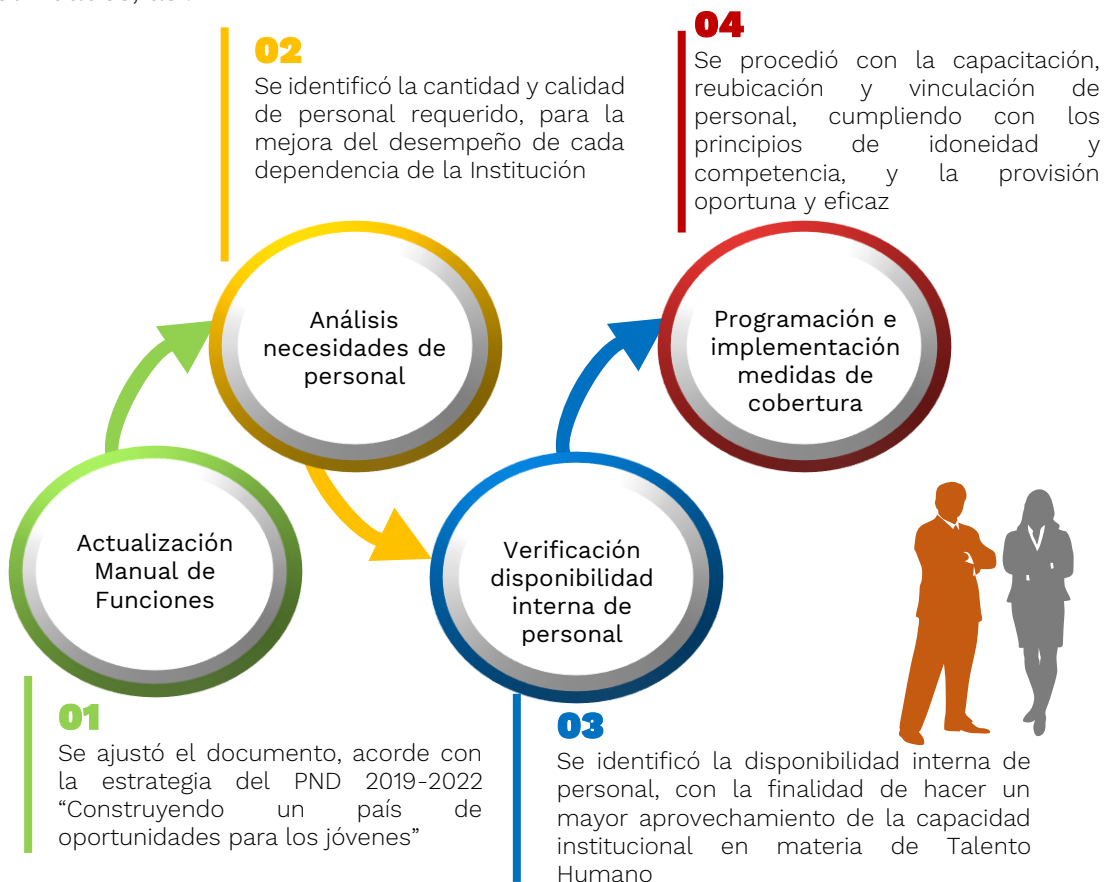 02
Se identificó la cantidad y calidad
de personal requerido, para la
mejora del desempeño de cada
dependencia de la Institución
04
Se procedió con la capacitación,
reubicación y vinculación de
personal, cumpliendo con los
principios de idoneidad y
competencia, y la provisión
oportuna y eficaz
Análisis
necesidades de
personal
Programación e
implementación
medidas de
cobertura
Actualización
Manual de
Funciones
Verificación
disponibilidad
interna de
personal
01
Se ajustó el documento, acorde con
la estrategia del PND 2019-2022
“Construyendo un país de
oportunidades para los jóvenes”
03
Se identificó la disponibilidad interna de
personal, con la finalidad de hacer un
mayor aprovechamiento de la capacidad
institucional en materia de Talento
Humano